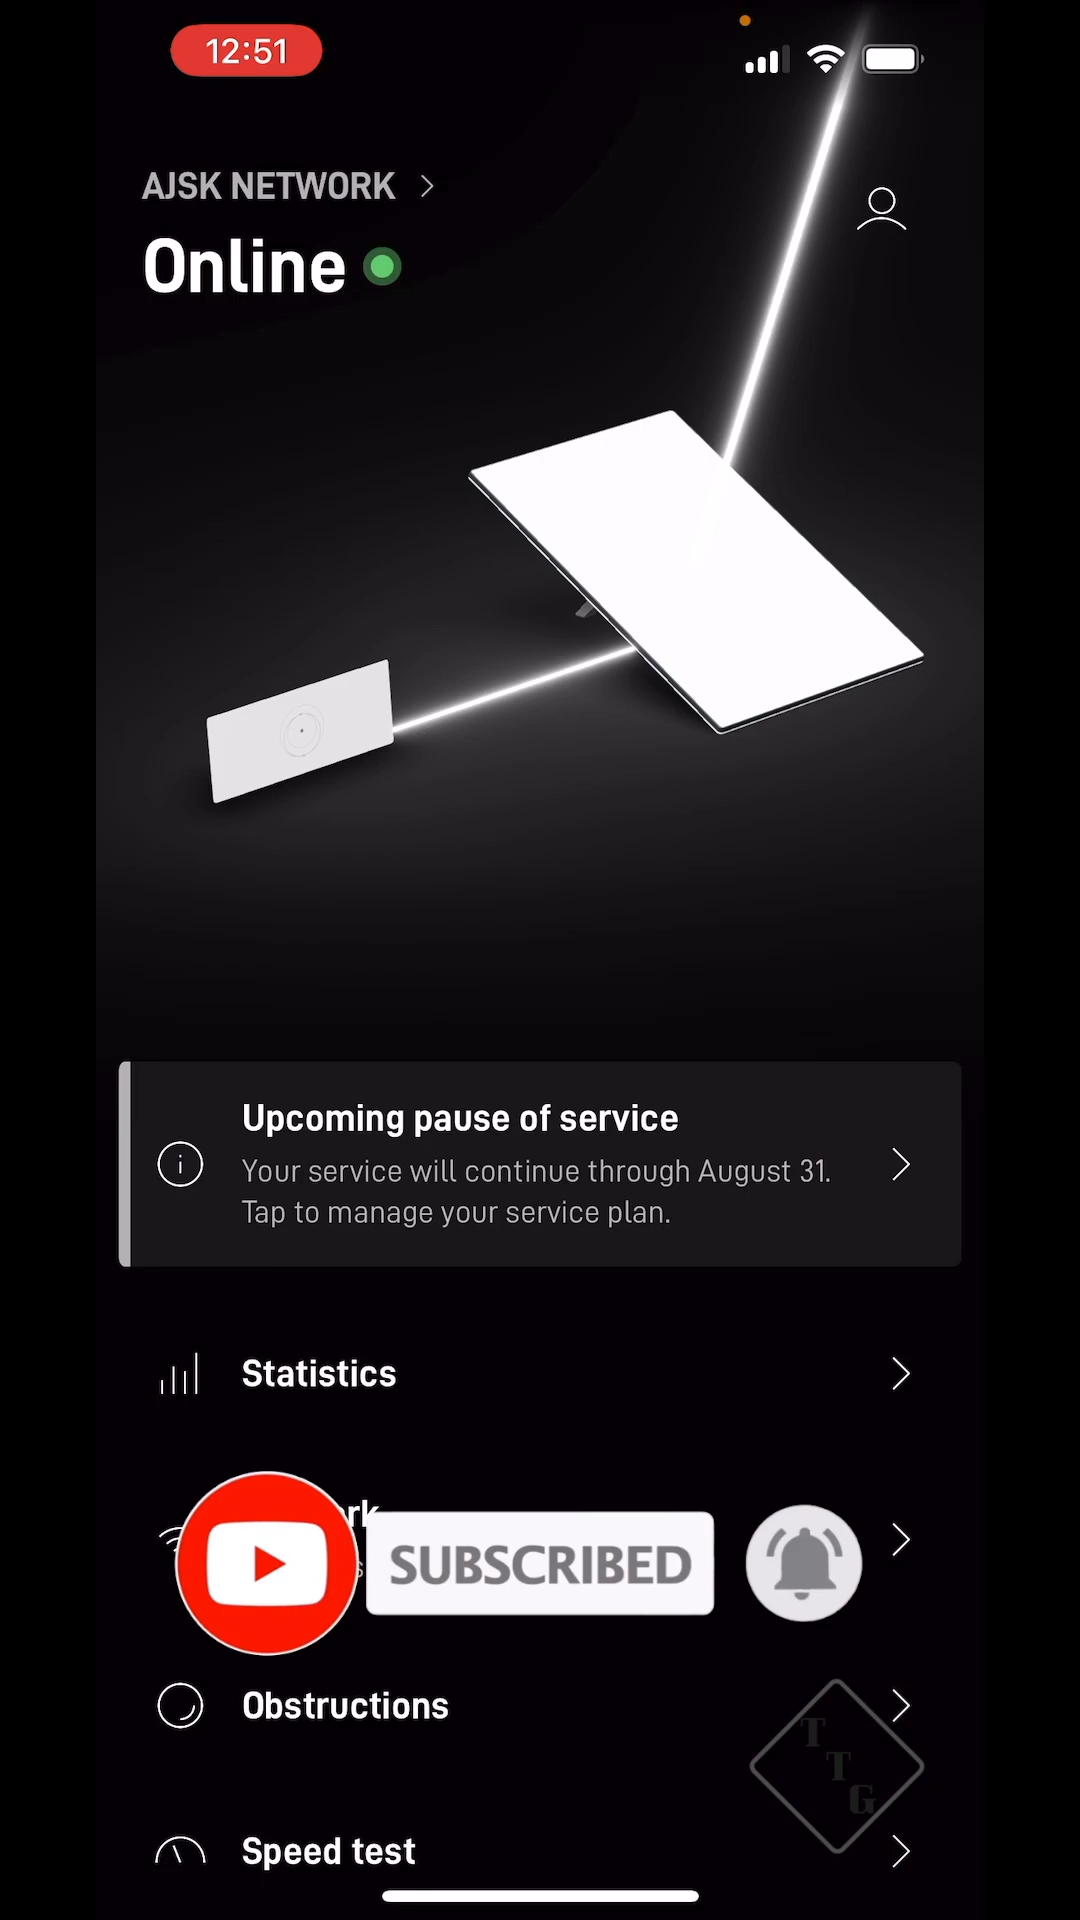 12:51
AJSK NETWORK
Online
Upcoming pause of service
Your service will continue through August 31.
Tap to manage your service plan.
Statistics
SUBSCRIBED
Obstructions
T
T
G
Speed test